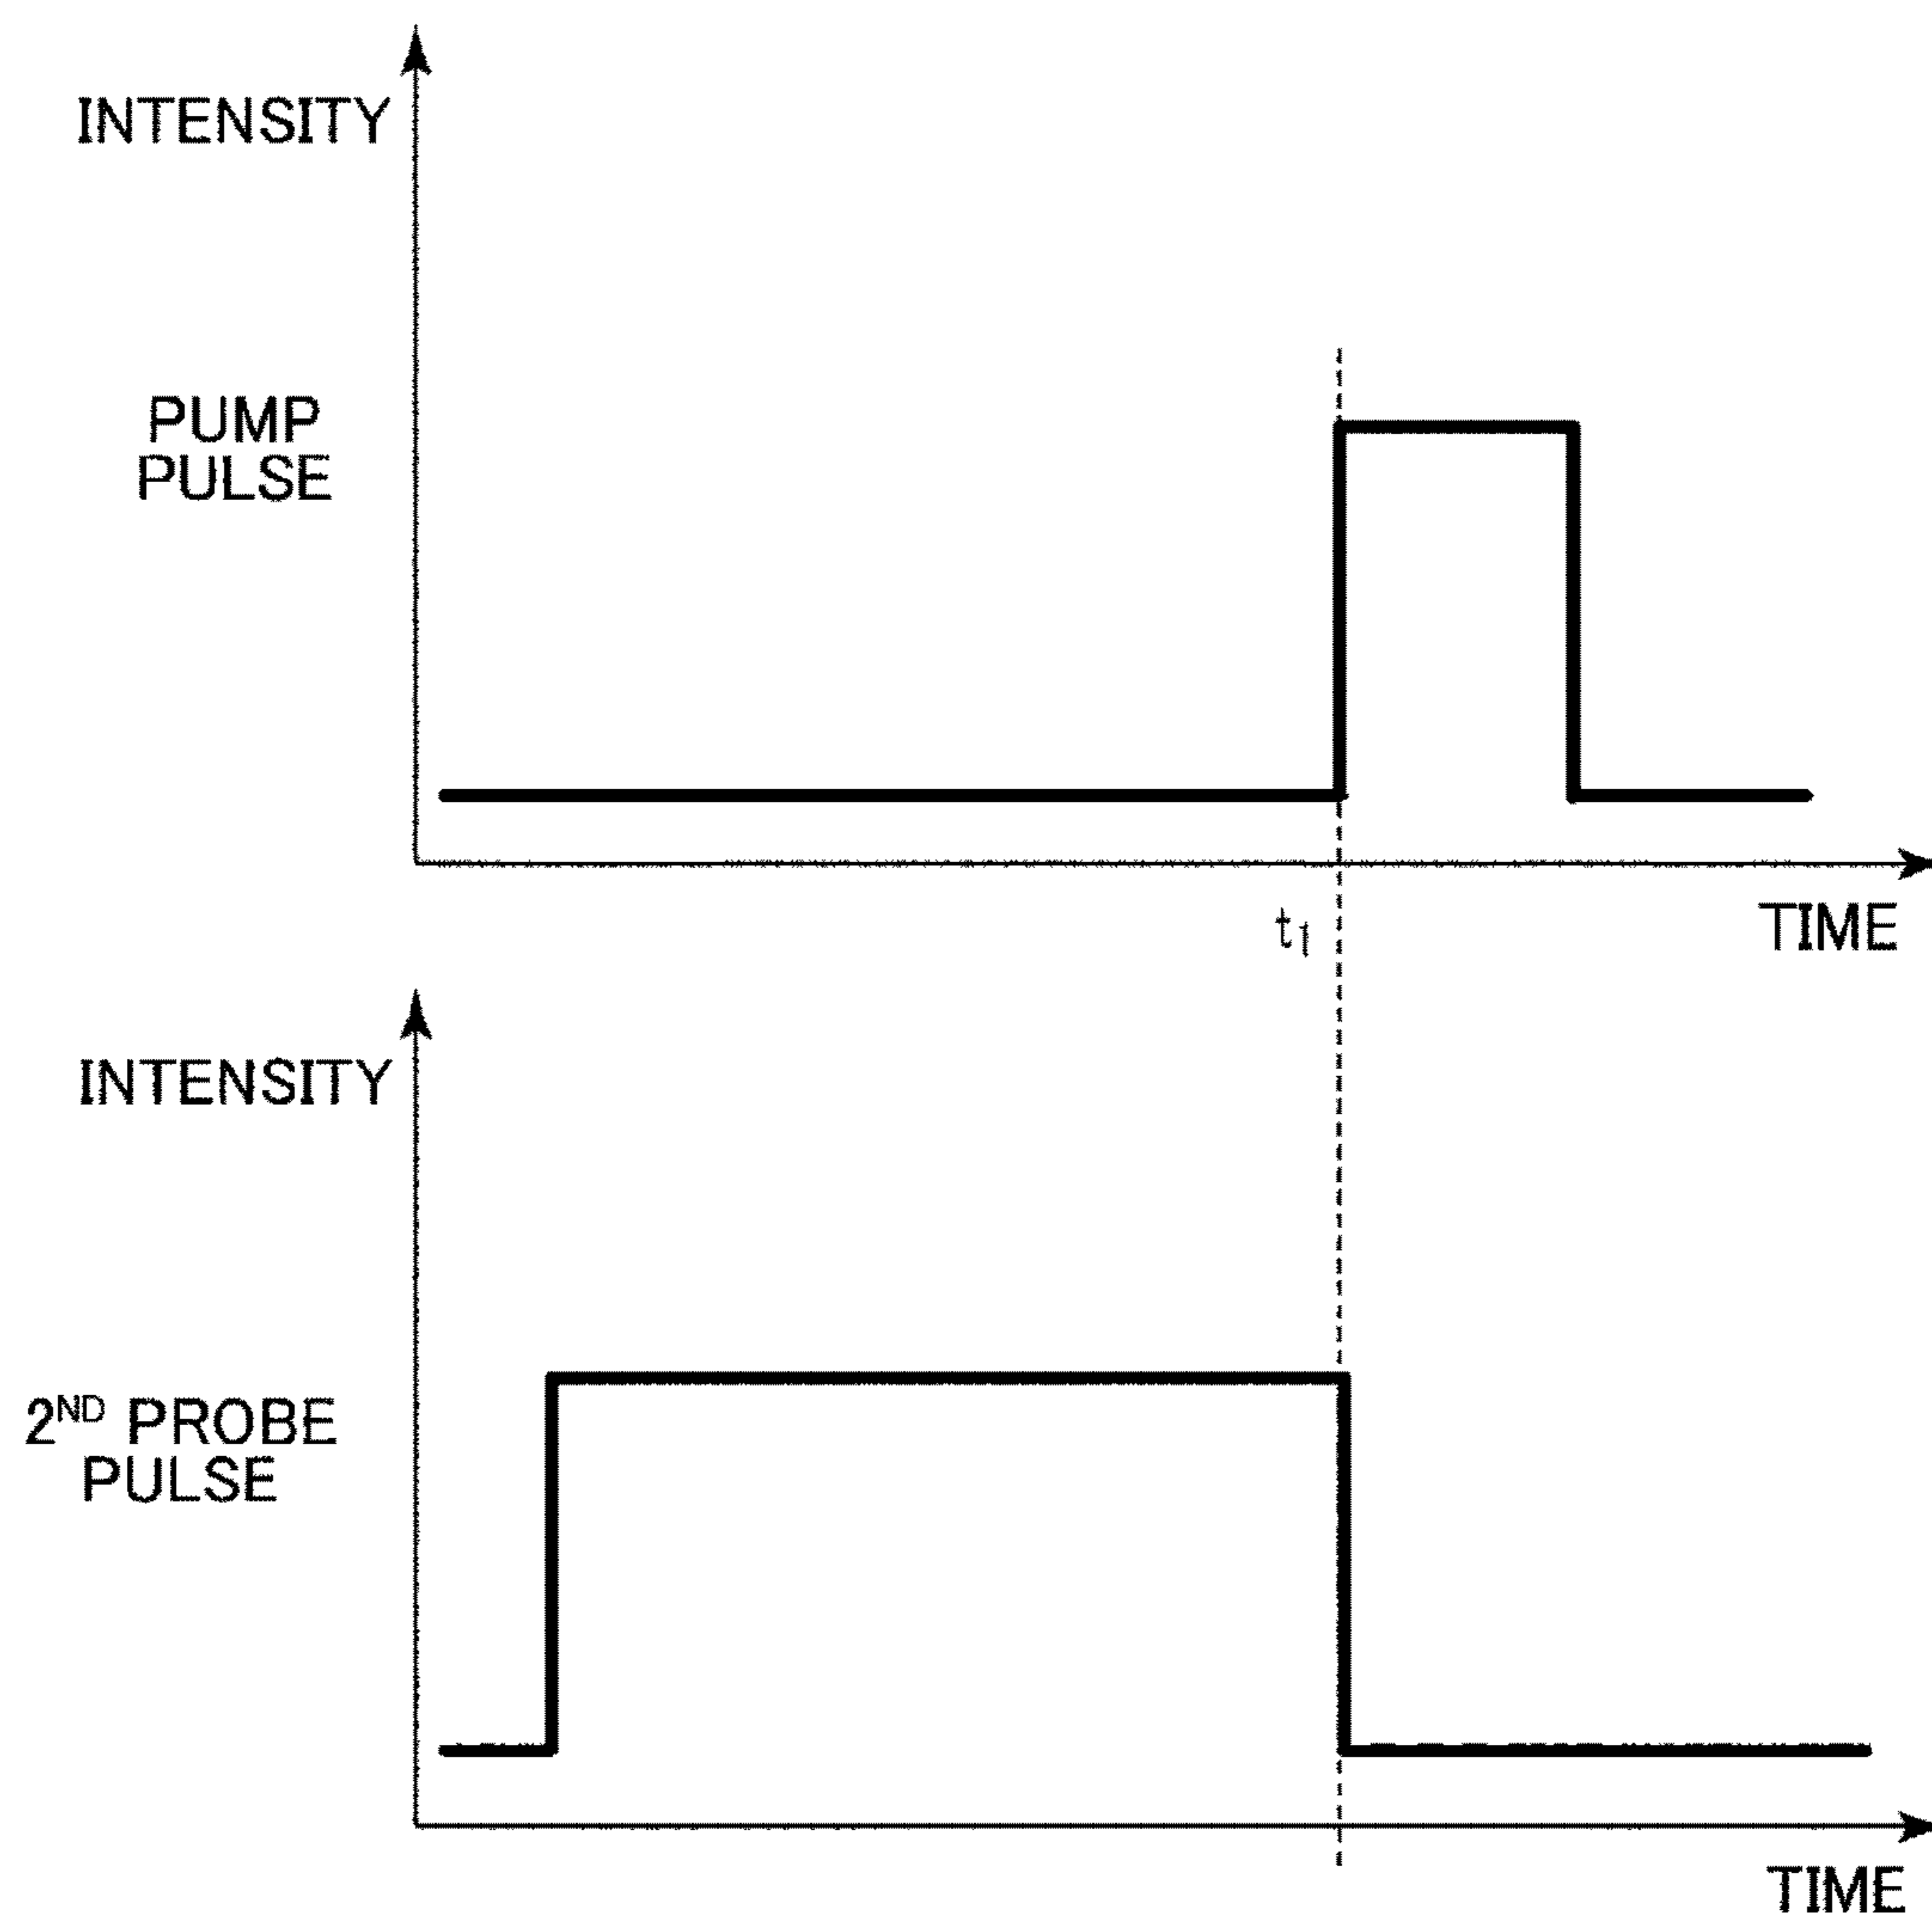 INTENSITY
PUMP
PULSE
t₁
TIME
INTENSITY
2ᴺᴰ PROBE
PULSE
TIME